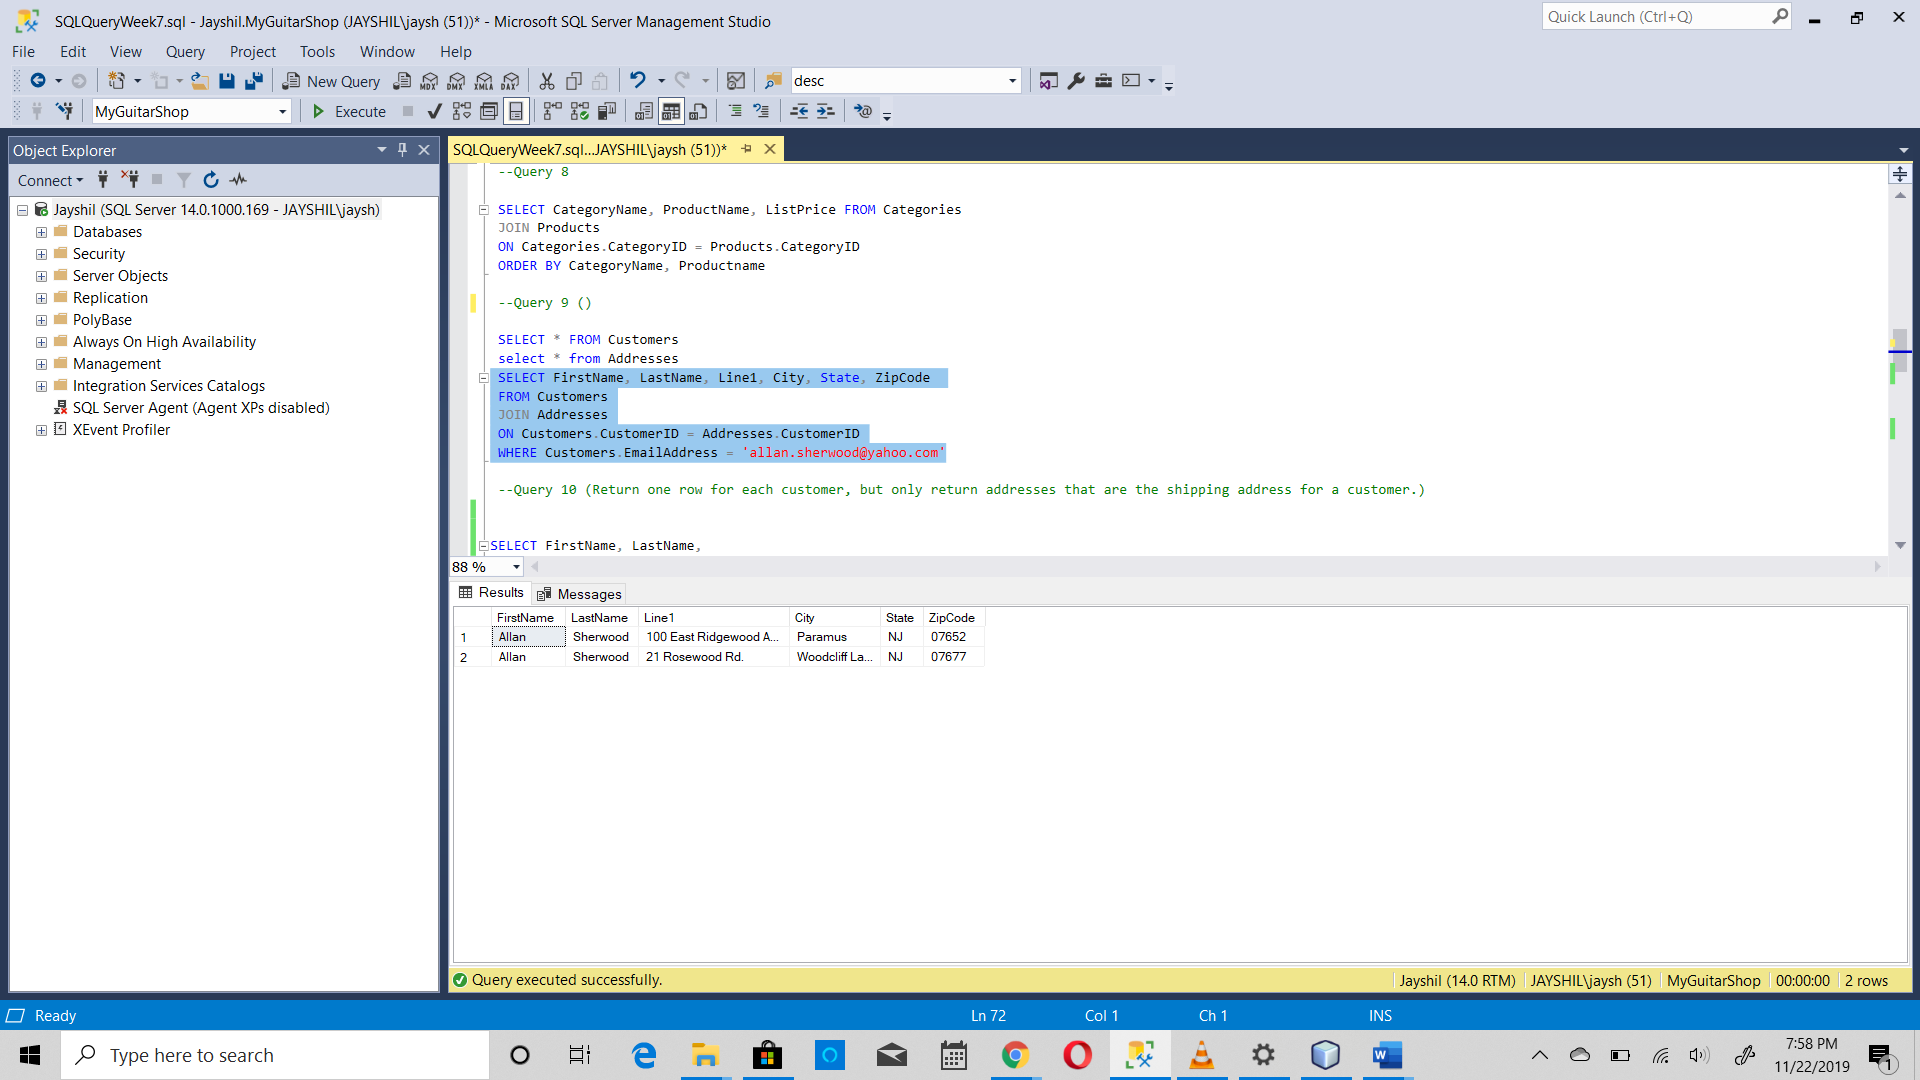 SQLQueryWeek7.sql - Jayshil.MyGuitarShop (JAYSHIL\jaysh (51))* - Microsoft SQL Server Management Studio
Quick Launch (Ctrl+Q)
File Edit View Query Project Tools Window Help
New Query MDX DMX XMLA DAX desc
MyGuitarShop Execute
Object Explorer
Connect
Jayshil (SQL Server 14.0.1000.169 - JAYSHIL\jaysh)
Databases
Security
Server Objects
Replication
PolyBase
Always On High Availability
Management
Integration Services Catalogs
SQL Server Agent (Agent XPs disabled)
XEvent Profiler
SQLQueryWeek7.sql...JAYSHIL\jaysh (51))*
--Query 8
SELECT CategoryName, ProductName, ListPrice FROM Categories
JOIN Products
ON Categories.CategoryID = Products.CategoryID
ORDER BY CategoryName, Productname
--Query 9 ()
SELECT * FROM Customers
select * from Addresses
SELECT FirstName, LastName, Line1, City, State, ZipCode
FROM Customers
JOIN Addresses
ON Customers.CustomerID = Addresses.CustomerID
WHERE Customers.EmailAddress = 'allan.sherwood@yahoo.com'
--Query 10 (Return one row for each customer, but only return addresses that are the shipping address for a customer.)
SELECT FirstName, LastName,
88 %
Results Messages
FirstName LastName Line1 City State ZipCode
1 Allan Sherwood 100 East Ridgewood A... Paramus NJ 07652
2 Allan Sherwood 21 Rosewood Rd. Woodcliff La... NJ 07677
Query executed successfully.
Jayshil (14.0 RTM) JAYSHIL\jaysh (51) MyGuitarShop 00:00:00 2 rows
Ready Ln 72 Col 1 Ch 1 INS
Type here to search
7:58 PM
11/22/2019
1